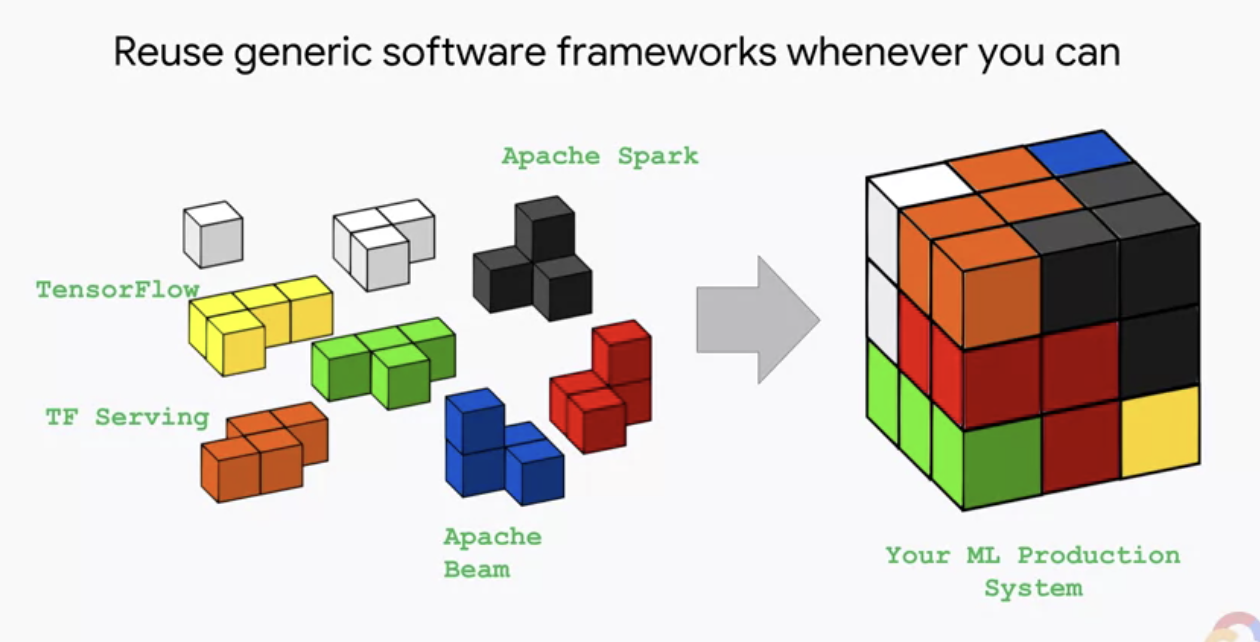 Reuse generic software frameworks whenever you can
Apache Spark
TensorFlow
TF Serving
Apache
Beam
Your ML Production
System